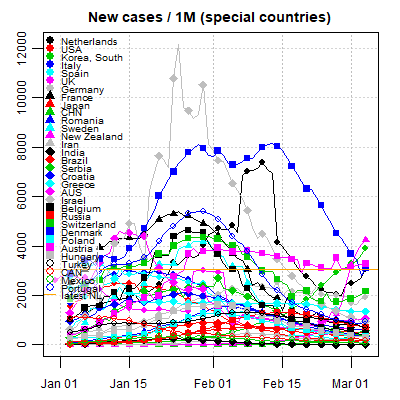 New cases / 1M (special countries)
12000
10000
8000
6000
4000
2000
0
Netherlands
USA
Korea, South
Italy
Spain
UK
Germany
France
Japan
CHN
Romania
Sweden
New Zealand
Iran
India
Brazil
Serbia
Croatia
Greece
AUS
Israel
Belgium
Russia
Switzerland
Denmark
Poland
Austria
Hungary
Turkey
CAN
Mexico
Portugal
latest NL
Jan 01
Jan 15
Feb 01
Feb 15
Mar 01